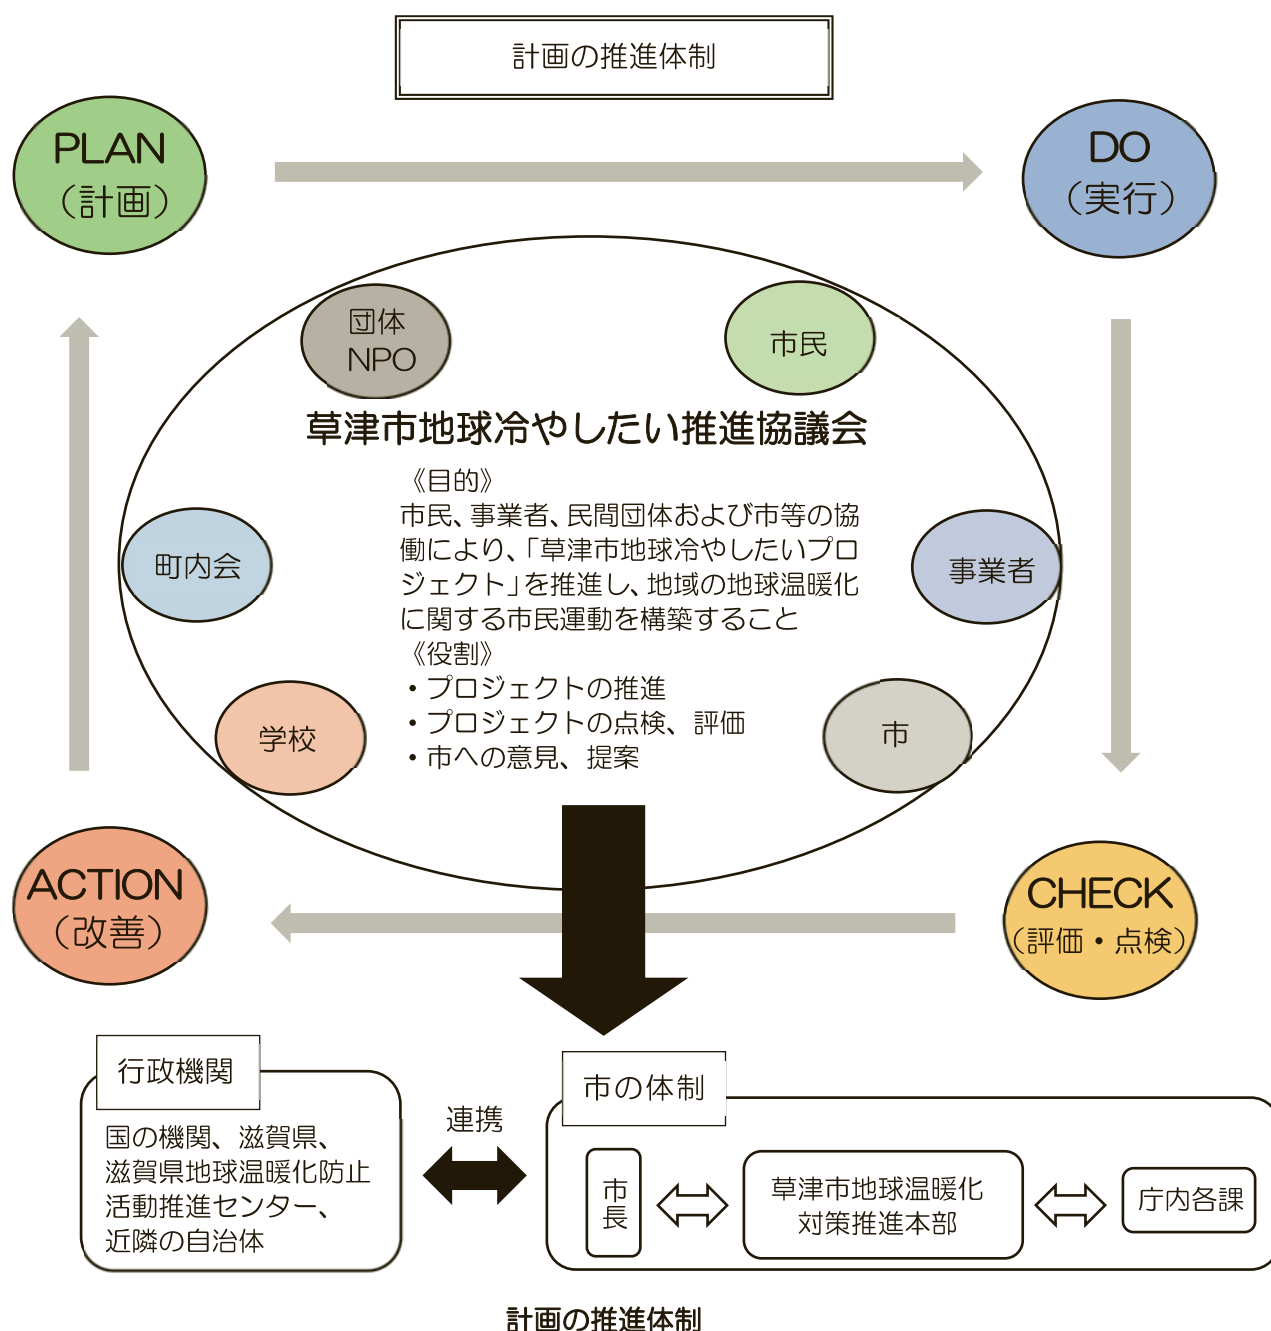 計画の推進体制
PLAN
（計画）
DO
（実行）
団体
NPO
市民
草津市地球冷やしたい推進協議会
《目的》
市民、事業者、民間団体および市等の協
働により、「草津市地球冷やしたいプロ
ジェクト」を推進し、地域の地球温暖化
に関する市民運動を構築すること
《役割》
・プロジェクトの推進
・プロジェクトの点検、評価
・市への意見、提案
町内会
事業者
学校
市
ACTION
（改善）
CHECK
（評価・点検）
行政機関
国の機関、滋賀県、
滋賀県地球温暖化防止
活動推進センター、
近隣の自治体
連携
市の体制
市長
草津市地球温暖化
対策推進本部
庁内各課
計画の推進体制